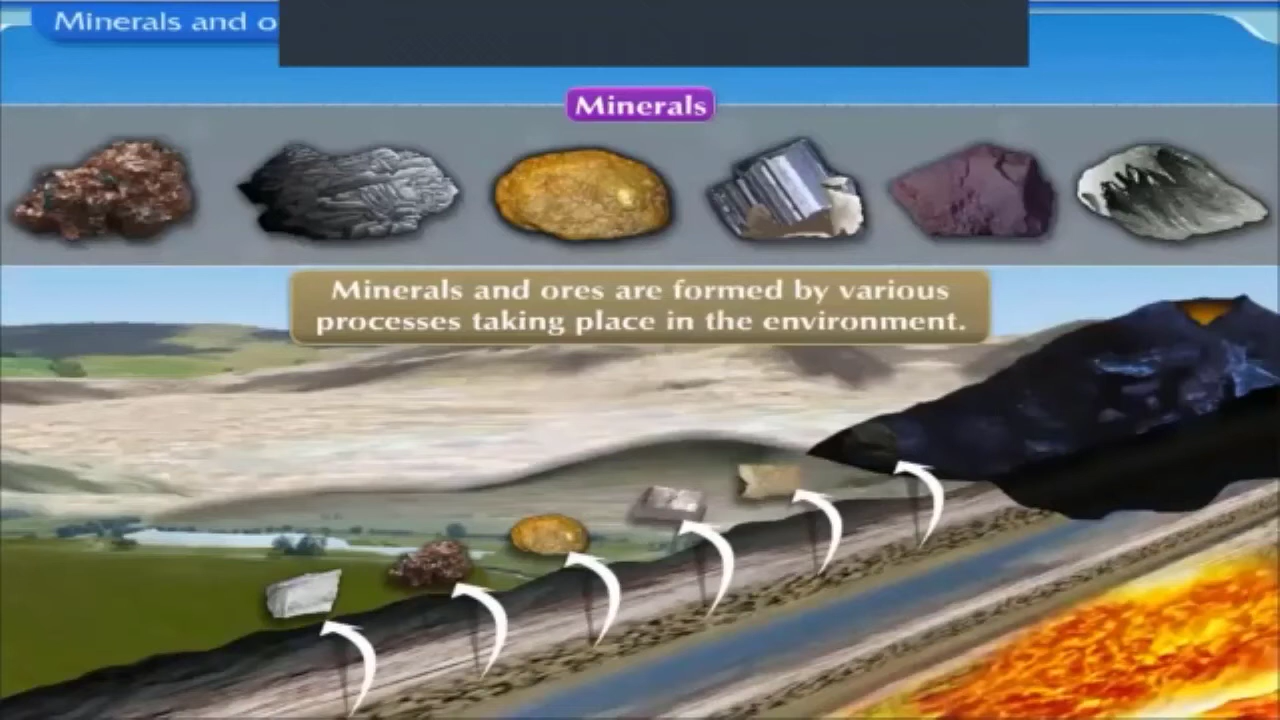 Minerals and o
Minerals
Minerals and ores are formed by various
processes taking place in the environment.